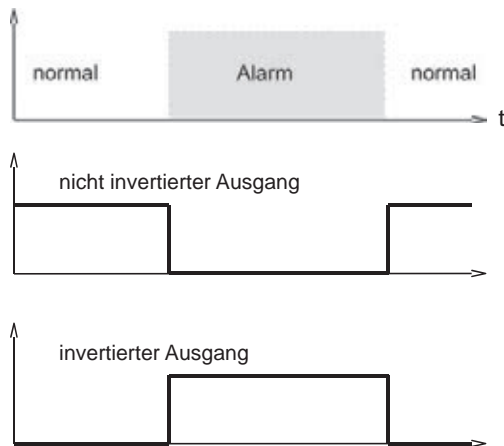 normal Alarm normal
t
nicht invertierter Ausgang
invertierter Ausgang